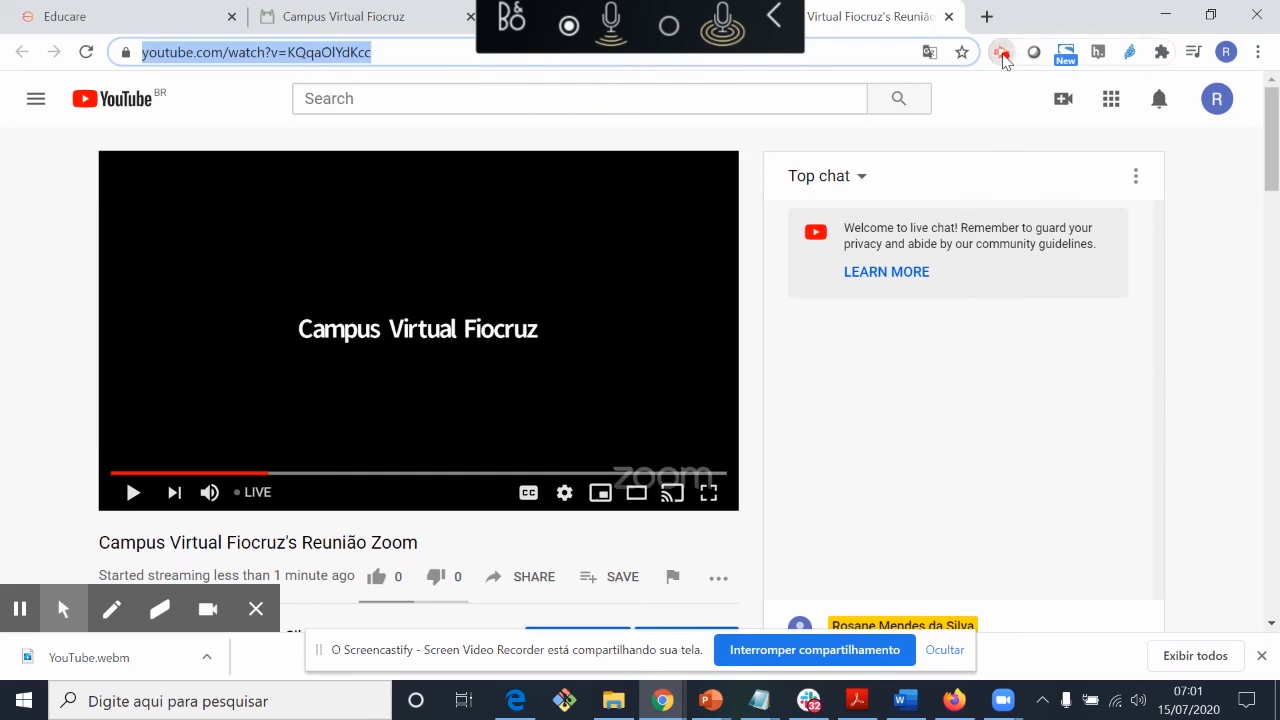 Educare
Campus Virtual Fiocruz
B&O
Virtual Fiocruz's Reunião
youtube.com/watch?v=KQqaOlYdKcc
h.
New
R
YouTube BR
Search
R
Top chat
Welcome to live chat! Remember to guard your
privacy and abide by our community guidelines.
LEARN MORE
Campus Virtual Fiocruz
zoom
LIVE
CC
Campus Virtual Fiocruz's Reunião Zoom
Started streaming less than 1 minute ago
0
0
SHARE
SAVE
Rosane Mendes da Silva
YouTube.webm
O Screencastify - Screen Video Recorder está compartilhando sua tela.
Interromper compartilhamento
Ocultar
Exibir todos
Digite aqui para pesquisar
32
07:01
15/07/2020